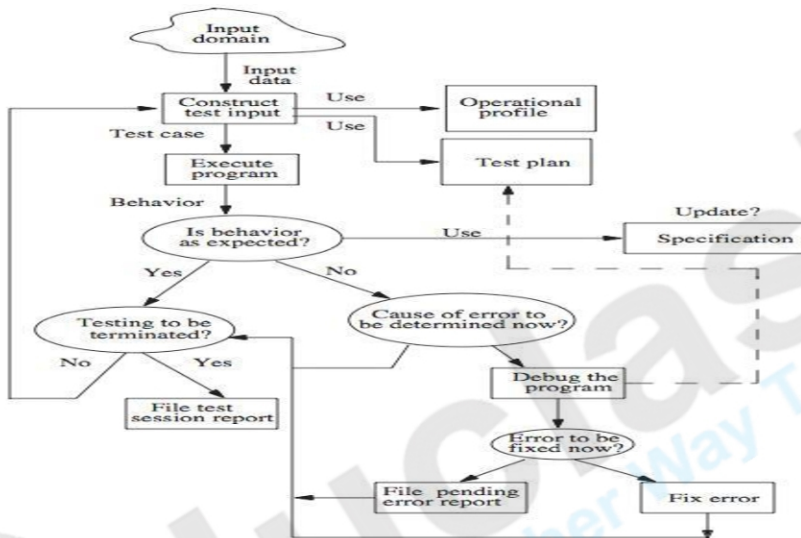 Input
domain
Input
data
Construct
test input
Use
Use
Operational
profile
Test case
Test plan
Execute
program
Behavior
Update?
Is behavior
as expected?
Use
Specification
Yes
No
Testing to be
terminated?
Cause of error to
be determined now?
No
Yes
Debug the
program
File test
session report
Error to be
fixed now?
File pending
error report
Fix error